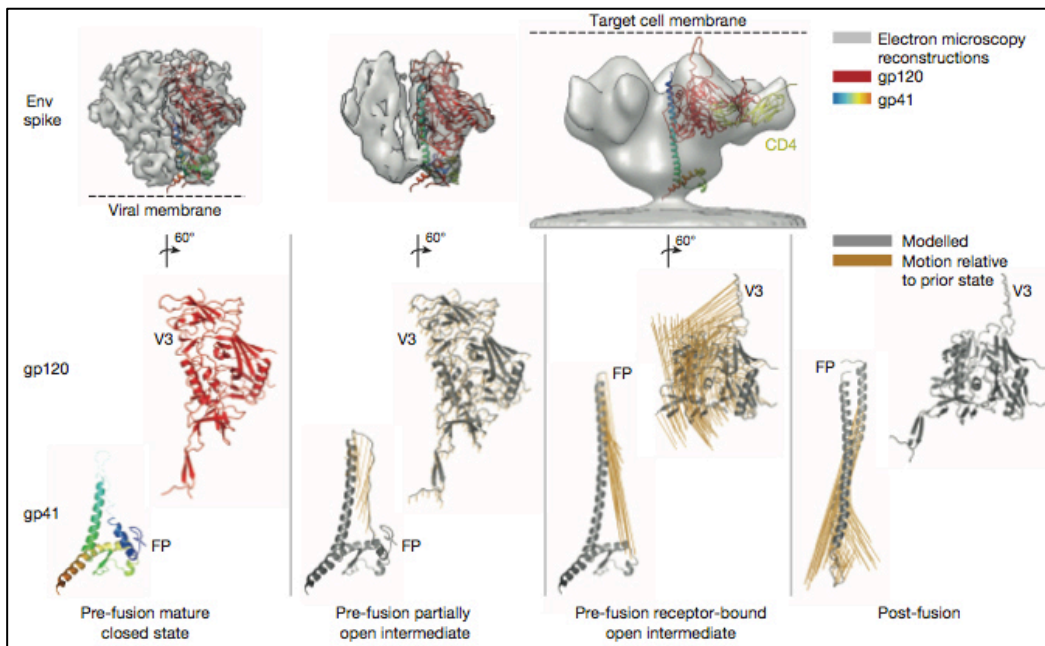 Target cell membrane
Electron microscopy
reconstructions
gp120
gp41
Env
spike
CD4
Viral membrane
60°
60°
60°
Modelled
Motion relative
to prior state
V3
V3
V3
V3
gp120
FP
FP
gp41
FP
FP
Pre-fusion mature
closed state
Pre-fusion partially
open intermediate
Pre-fusion receptor-bound
open intermediate
Post-fusion